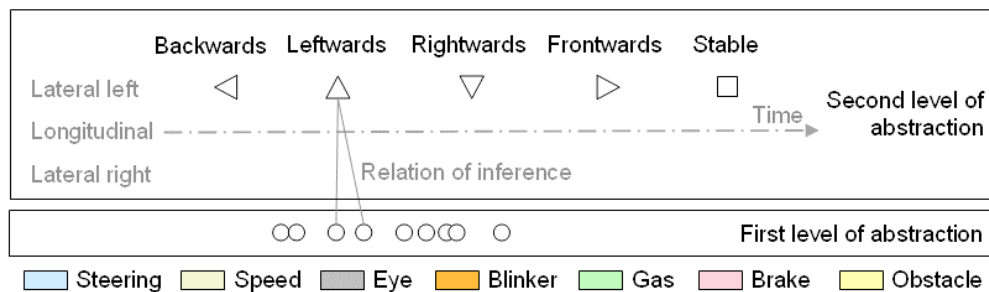 Backwards Leftwards Rightwards Frontwards Stable
Lateral left
Second level of abstraction
Time
Longitudinal
Lateral right
Relation of inference
First level of abstraction
Steering Speed Eye Blinker Gas Brake Obstacle